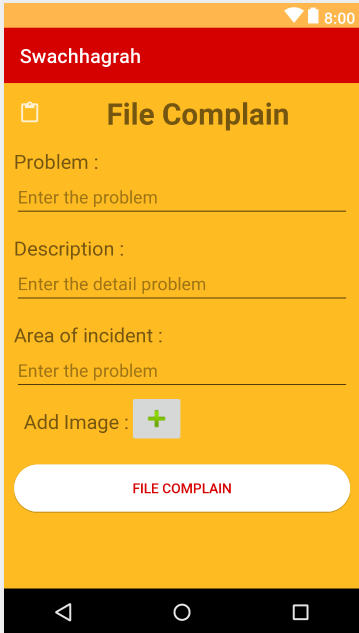 8:00
Swachhagrah
File Complain
Problem :
Enter the problem
Description :
Enter the detail problem
Area of incident :
Enter the problem
Add Image :
FILE COMPLAIN